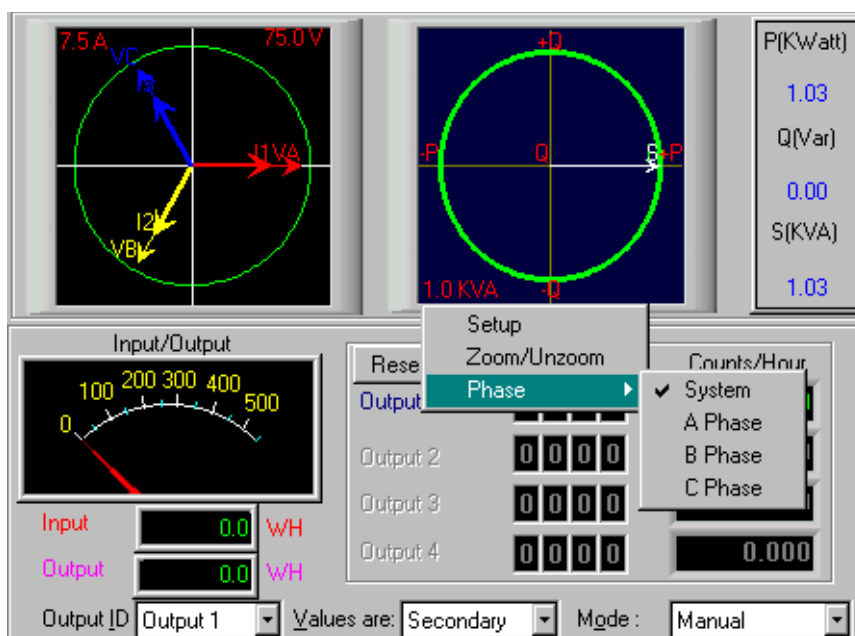 7.5 A 75.0 V
VC
I1 VA
I2
VB
+Q
-P Q S +P
1.0 KVA -Q
P(KWatt)
1.03
Q(Var)
0.00
S(KVA)
1.03
Setup
Zoom/Unzoom
Phase
System
A Phase
B Phase
C Phase
Input/Output
0 100 200 300 400 500
Input 0.0 WH
Output 0.0 WH
Rese Counts/Hour
Output
Output 2 0 0 0 0
Output 3 0 0 0 0
Output 4 0 0 0 0 0.000
Output ID Output 1 Values are: Secondary Mode : Manual